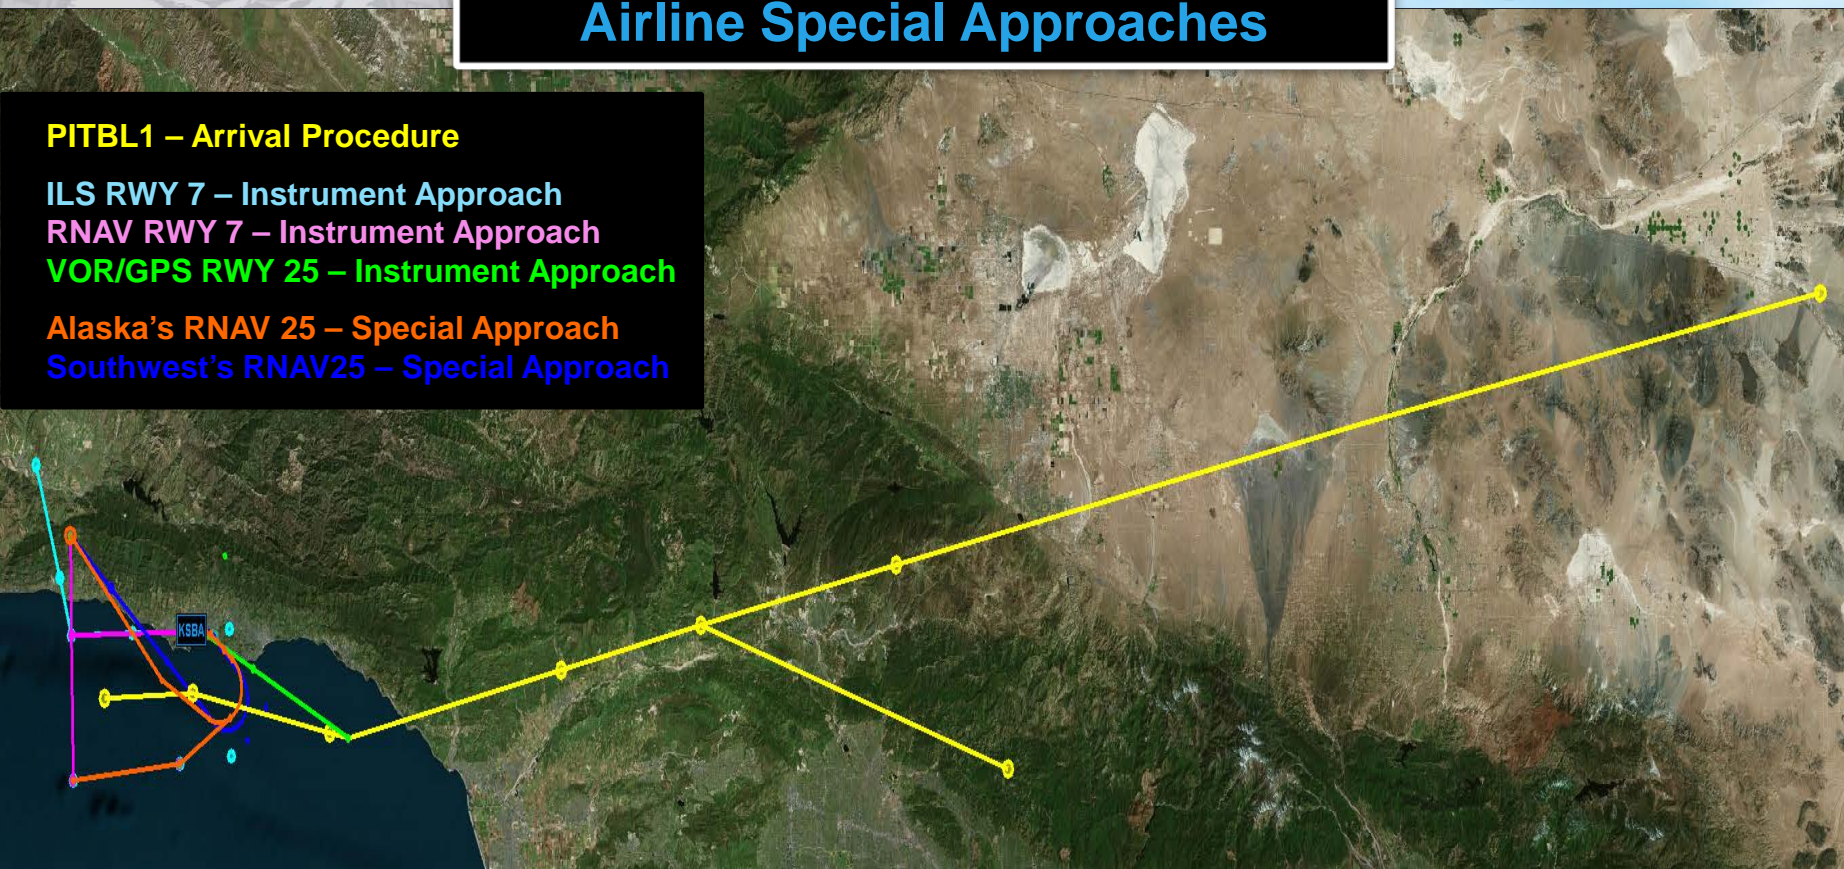 Airline Special Approaches
PITBL1 – Arrival Procedure
ILS RWY 7 – Instrument Approach
RNAV RWY 7 – Instrument Approach
VOR/GPS RWY 25 – Instrument Approach
Alaska’s RNAV 25 – Special Approach
Southwest’s RNAV25 – Special Approach
KSBA